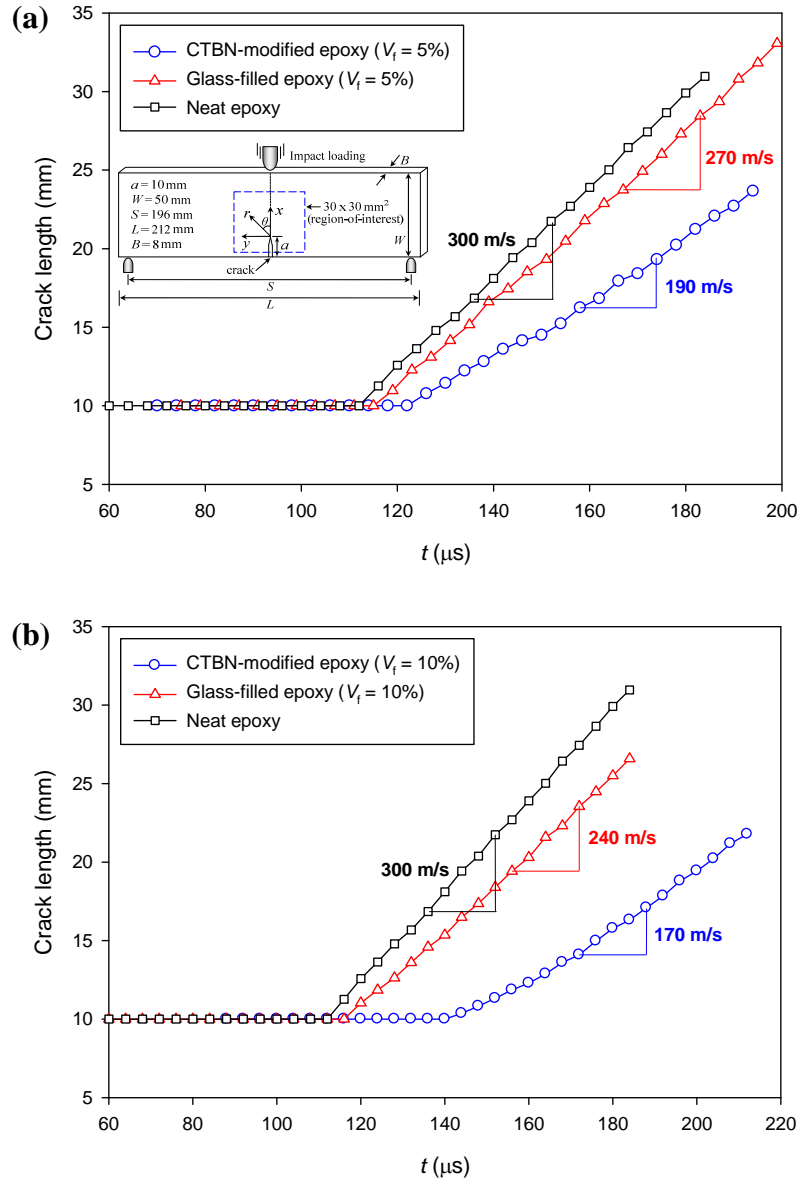 (a)
35
30
25
20
15
10
5
Crack length (mm)
CTBN-modified epoxy (Vf = 5%)
Glass-filled epoxy (Vf = 5%)
Neat epoxy
Impact loading
B
a = 10 mm
W = 50 mm
S = 196 mm
L = 212 mm
B = 8 mm
r
θ
x
y
a
30 x 30 mm²
(region-of-interest)
W
crack
S
L
270 m/s
300 m/s
190 m/s
60 80 100 120 140 160 180 200
t (μs)
(b)
35
30
25
20
15
10
5
Crack length (mm)
CTBN-modified epoxy (Vf = 10%)
Glass-filled epoxy (Vf = 10%)
Neat epoxy
300 m/s
240 m/s
170 m/s
60 80 100 120 140 160 180 200 220
t (μs)